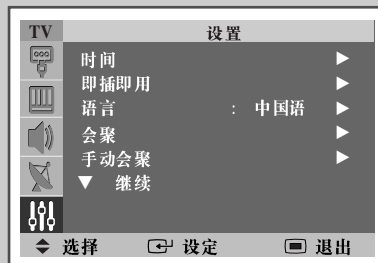 TV 设置
时间 ▶
即插即用 ▶
语言 : 中国语 ▶
会聚 ▶
手动会聚 ▶
▼ 继续
选择 设定 退出